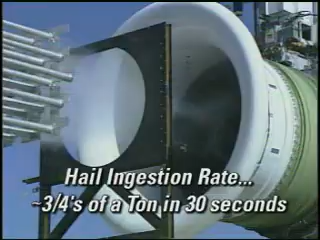 Hail Ingestion Rate...
~3/4's of a Ton in 30 seconds